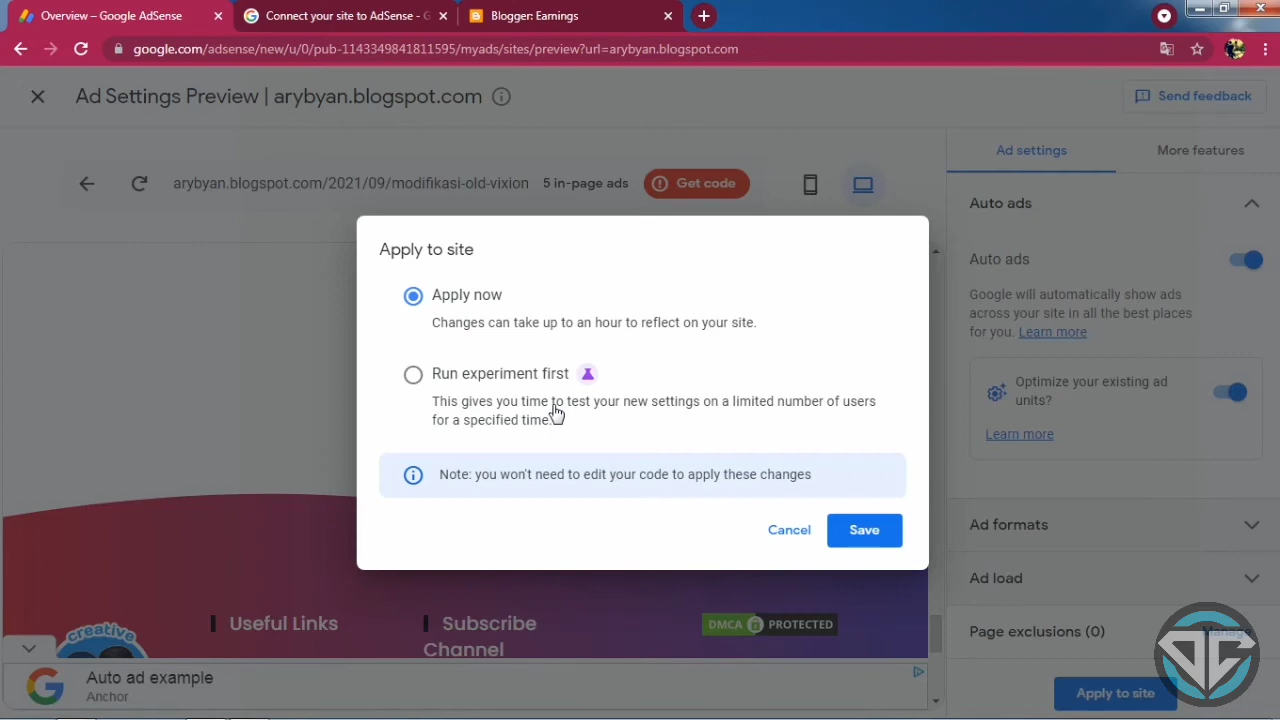 Overview – Google AdSense
Connect your site to AdSense - G
Blogger: Earnings
google.com/adsense/new/u/0/pub-1143349841811595/myads/sites/preview?url=arybyan.blogspot.com
Ad Settings Preview | arybyan.blogspot.com
Send feedback
Ad settings
More features
arybyan.blogspot.com/2021/09/modifikasi-old-vixion
5 in-page ads
Get code
Auto ads
Auto ads
Google will automatically show ads
across your site in all the best places
for you. Learn more
Optimize your existing ad
units?
Learn more
Apply to site
Apply now
Changes can take up to an hour to reflect on your site.
Run experiment first
This gives you time to test your new settings on a limited number of users
for a specified time.
Note: you won't need to edit your code to apply these changes
Cancel
Save
Ad formats
Ad load
Page exclusions (0)
Manage
Apply to site
creative
Useful Links
Subscribe
Channel
DMCA PROTECTED
Auto ad example
Anchor